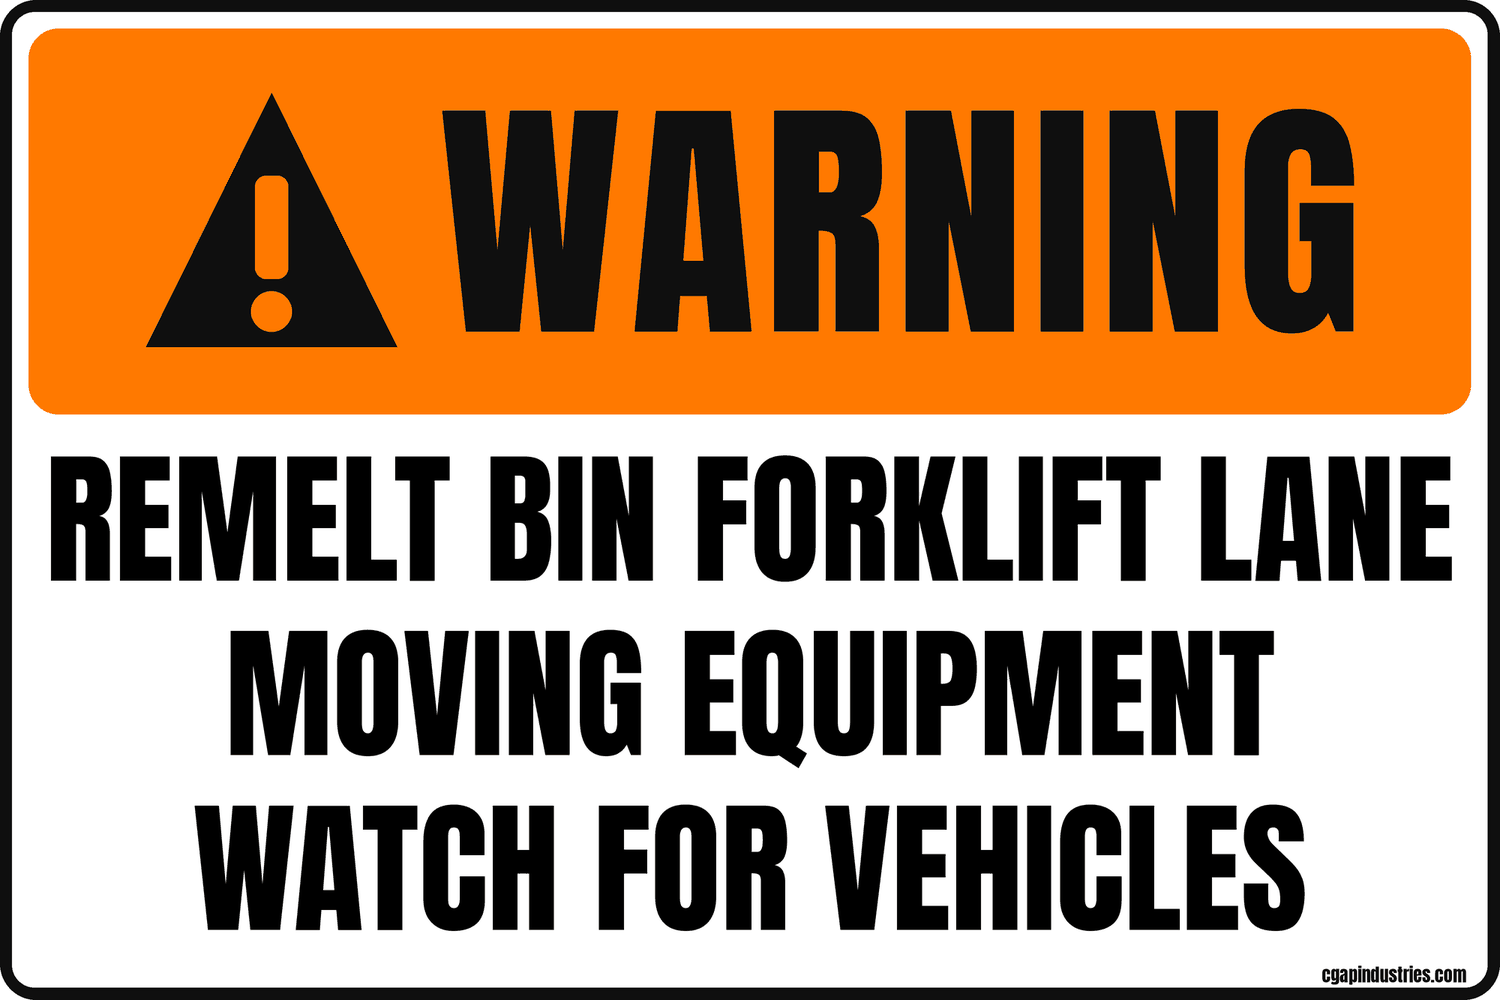 WARNING
REMELT BIN FORKLIFT LANE
MOVING EQUIPMENT
WATCH FOR VEHICLES
cgapindustries.com